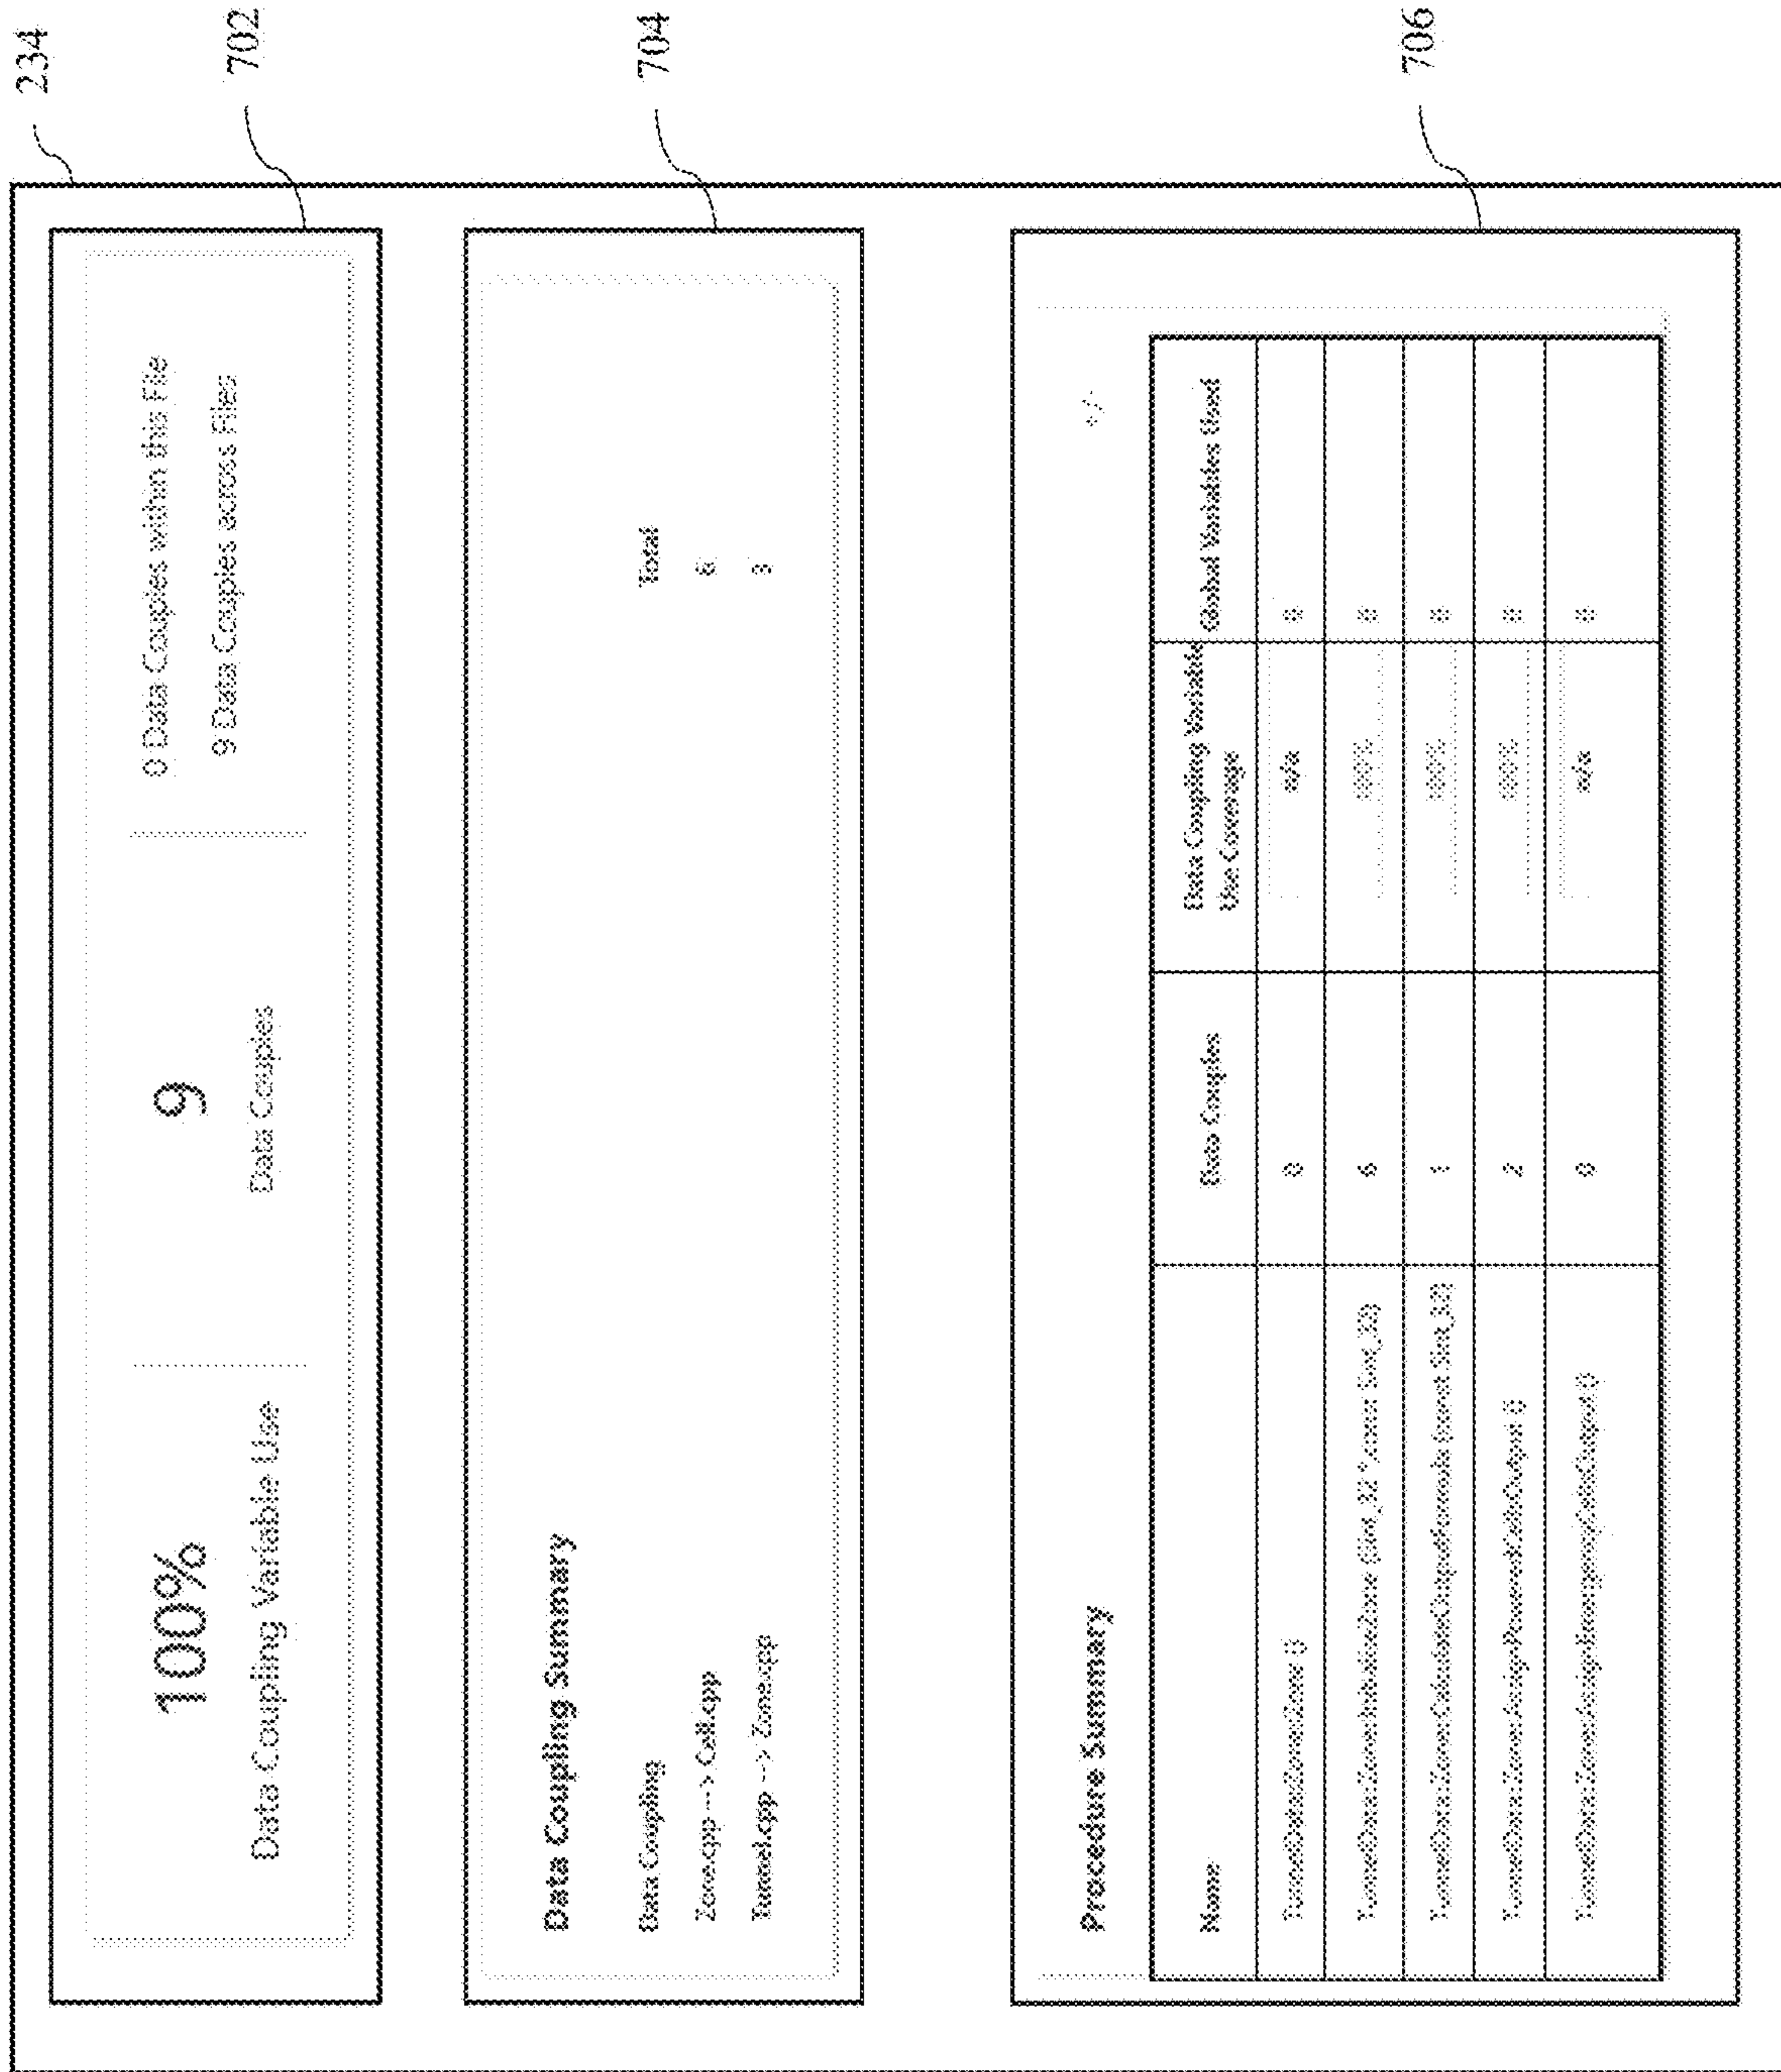 234
702
100%
Data Coupling Variable Use
9
Data Couples
0 Data Couples within this File
9 Data Couples across Files
704
Data Coupling Summary
Data Coupling Total
Zone.cpp --> Cell.cpp 6
Tunnel.cpp --> Zone.cpp 3
706
Procedure Summary
+/-
Name Data Couples Data Coupling Variable Global Variables Used
Use Coverage
0 n/a 0
6 100% 0
1 100% 0
2 100% 0
0 n/a 0